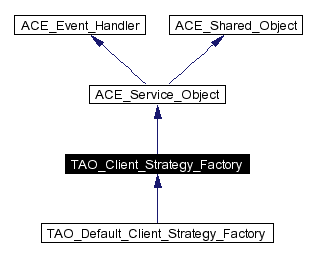 ACE_Event_Handler ACE_Shared_Object
ACE_Service_Object
TAO_Client_Strategy_Factory
TAO_Default_Client_Strategy_Factory